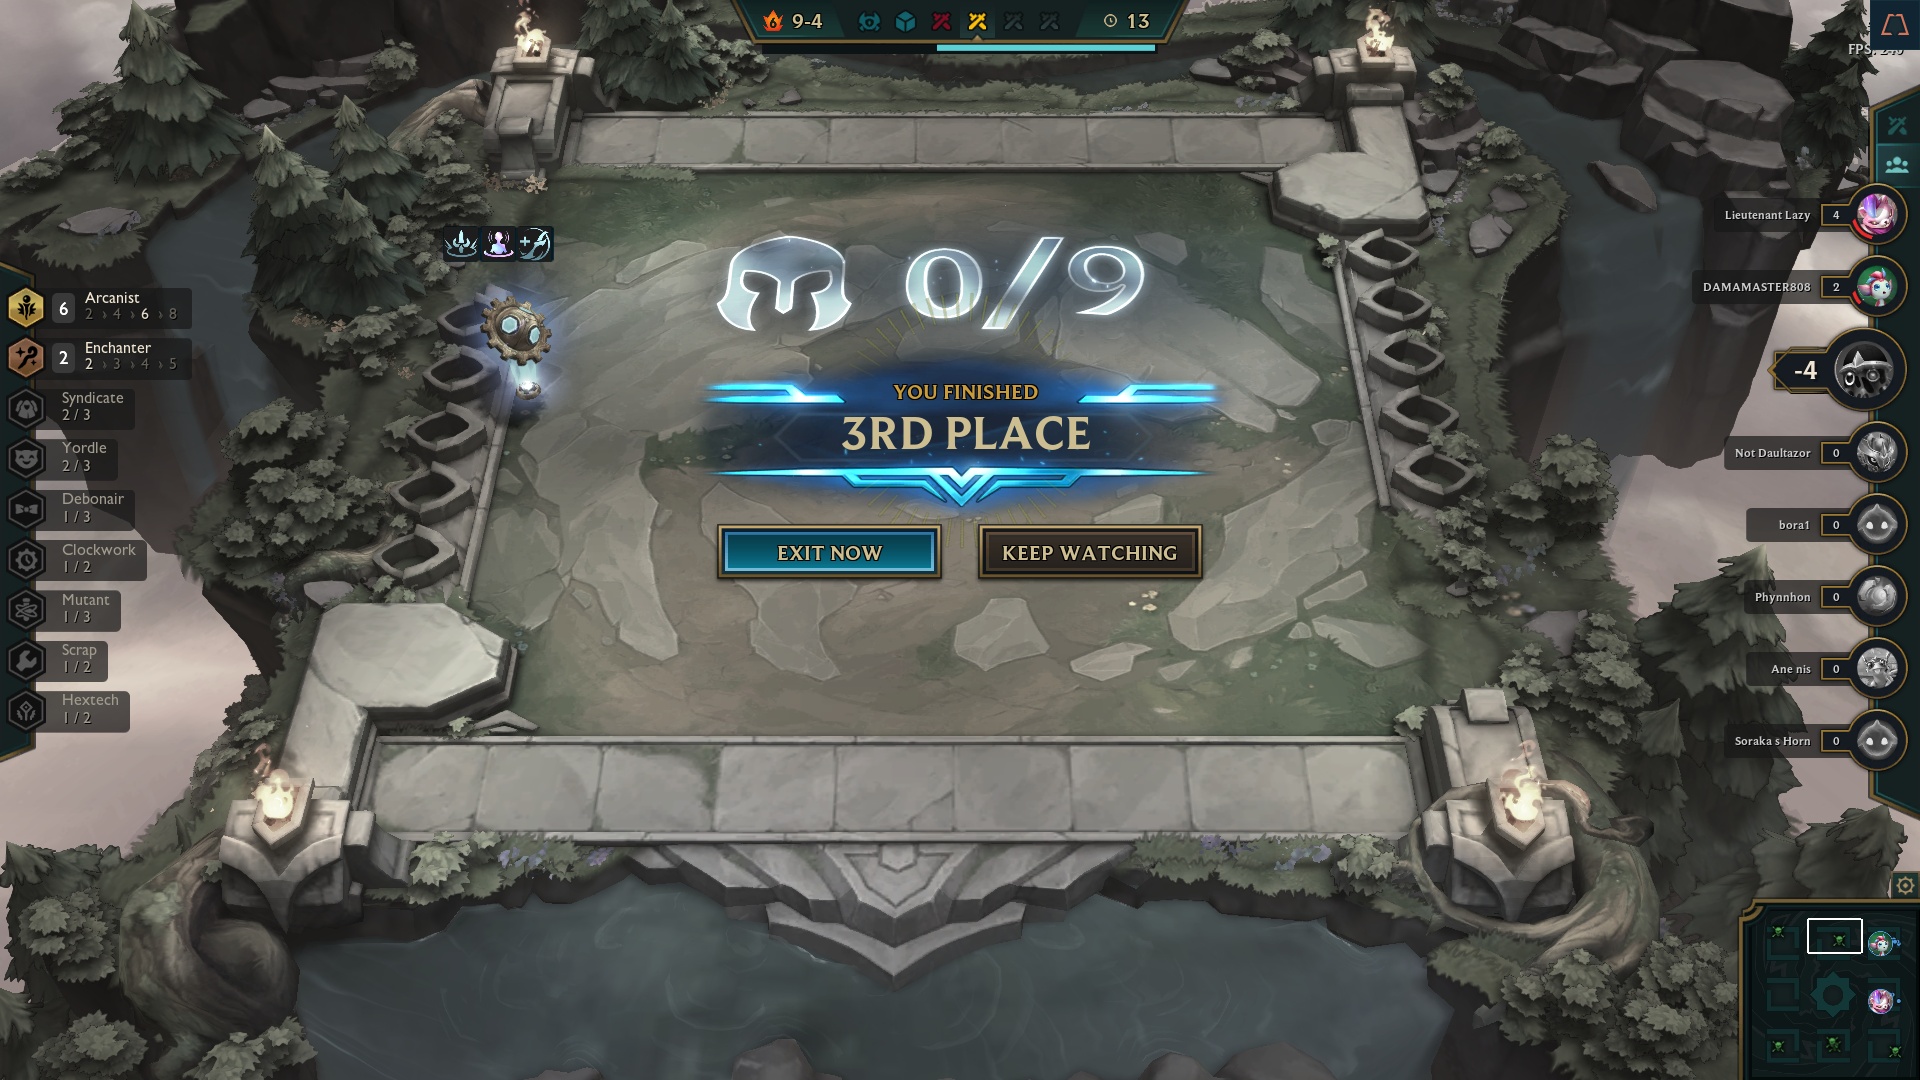 9-4
13
FPS: 240
0/9
YOU FINISHED
3RD PLACE
EXIT NOW
KEEP WATCHING
6
Arcanist
2 › 4 › 6 › 8
2
Enchanter
2 › 3 › 4 › 5
Syndicate
2 / 3
Yordle
2 / 3
Debonair
1 / 3
Clockwork
1 / 2
Mutant
1 / 3
Scrap
1 / 2
Hextech
1 / 2
Lieutenant Lazy 4
DAMAMASTER808 2
-4
Not Daultazor 0
bora1 0
Phynnhon 0
Ane nis 0
Soraka s Horn 0